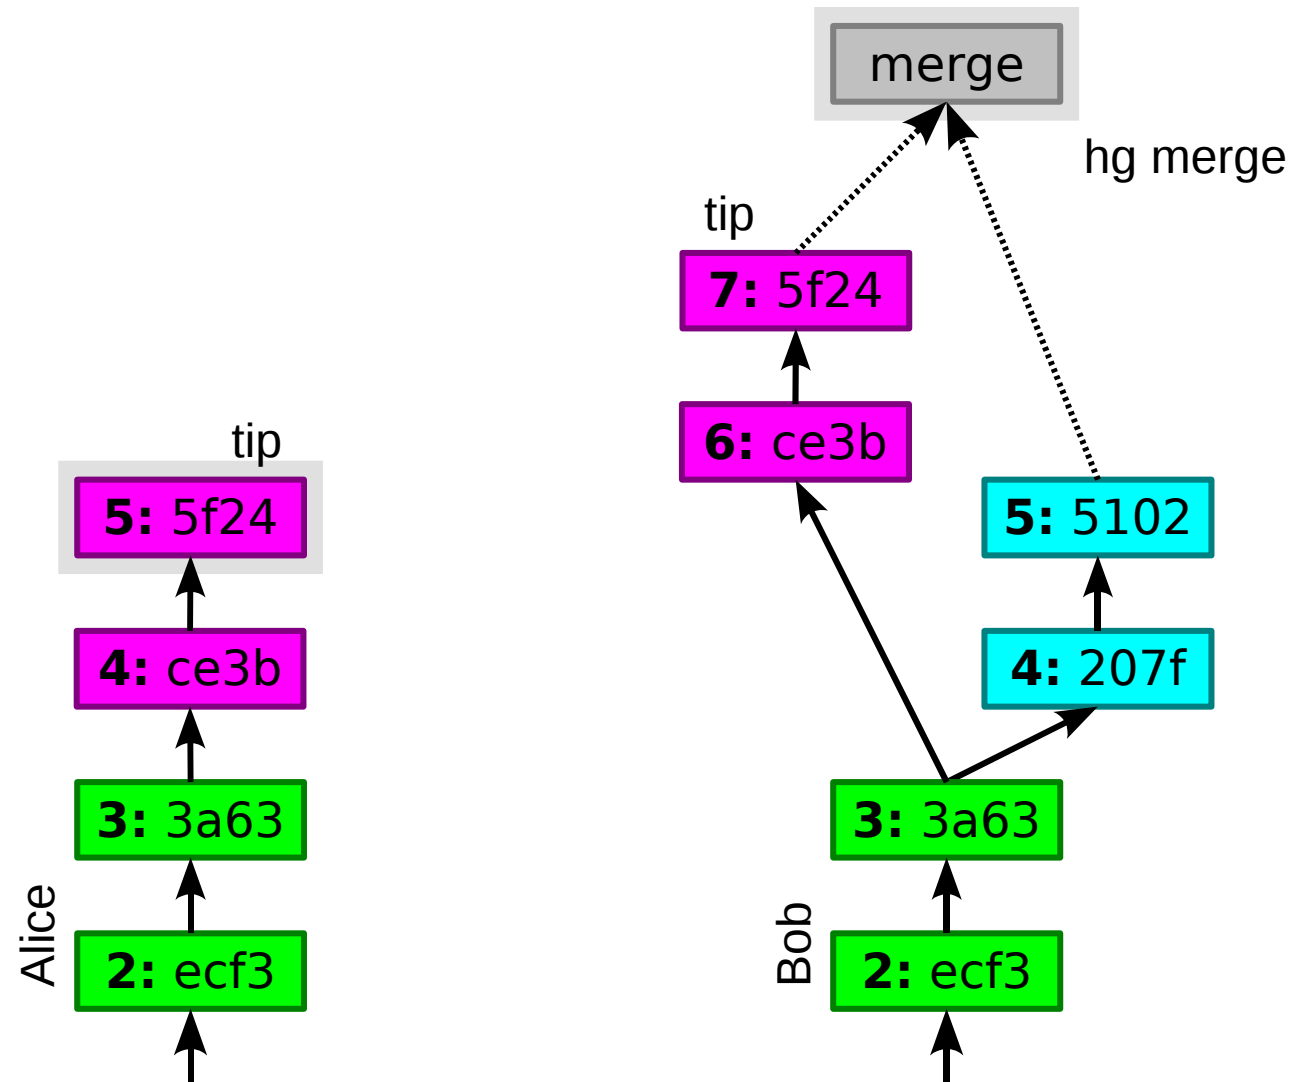 merge
hg merge
tip
7: 5f24
6: ce3b
tip
5: 5f24
5: 5102
4: ce3b
4: 207f
3: 3a63
3: 3a63
Alice
Bob
2: ecf3
2: ecf3